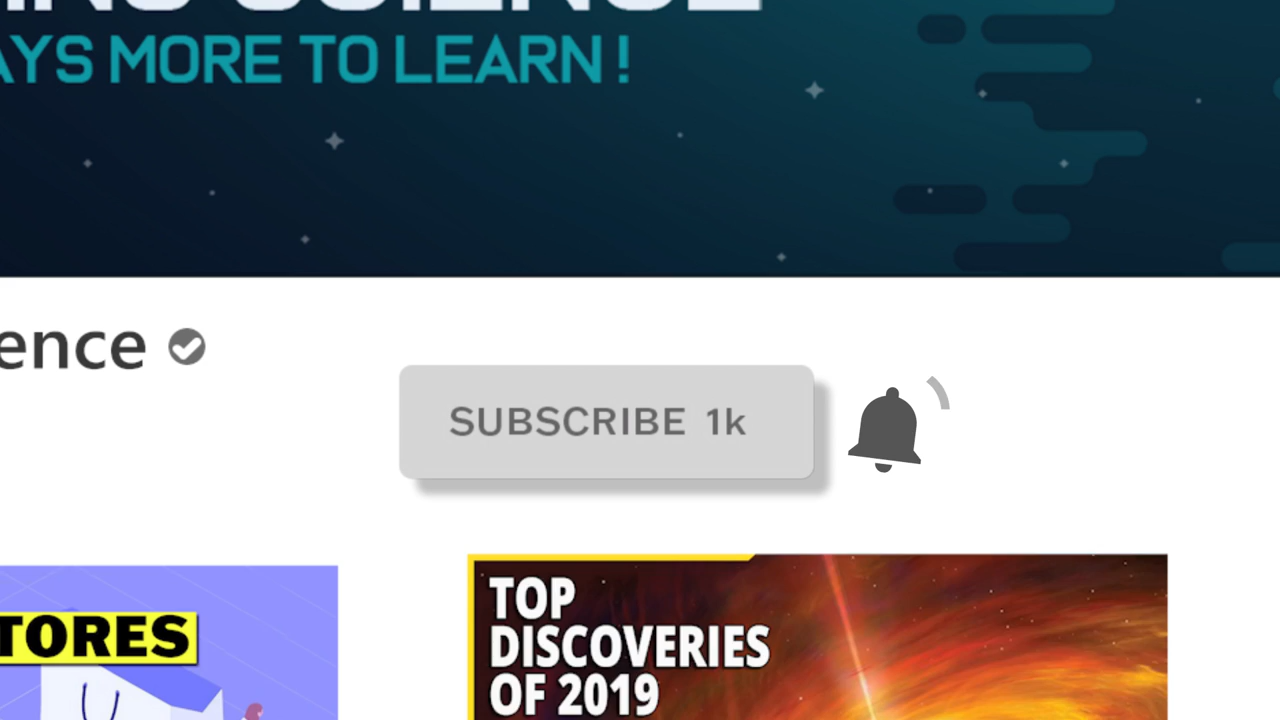 AYS MORE TO LEARN!
ence
SUBSCRIBE 1k
TORES
TOP
DISCOVERIES
OF 2019